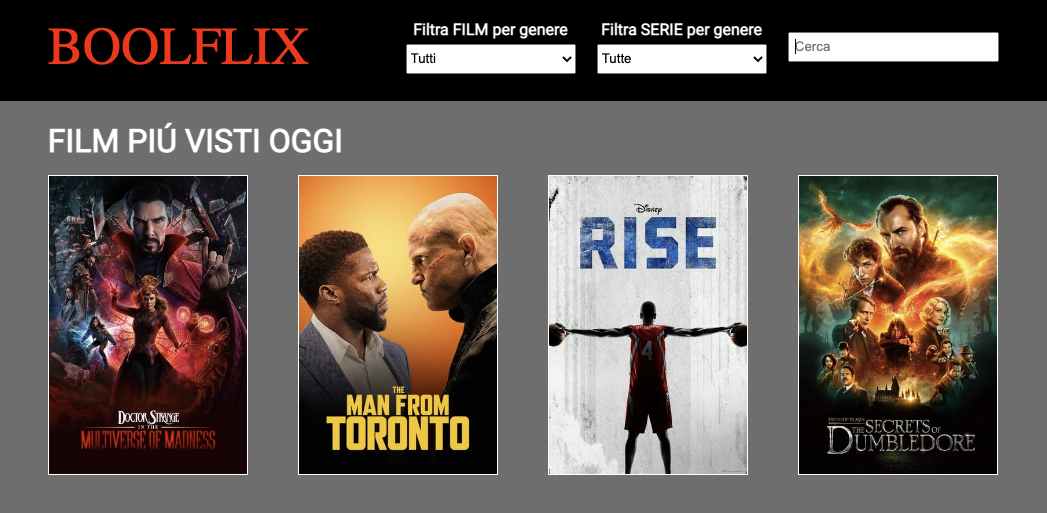 BOOLFLIX
Filtra FILM per genere
Tutti
Filtra SERIE per genere
Tutte
Cerca
FILM PIÚ VISTI OGGI
DOCTOR STRANGE
IN THE
MULTIVERSE OF MADNESS
THE
MAN FROM
TORONTO
Disney
RISE
4
FANTASTIC BEASTS
THE SECRETS OF
DUMBLEDORE